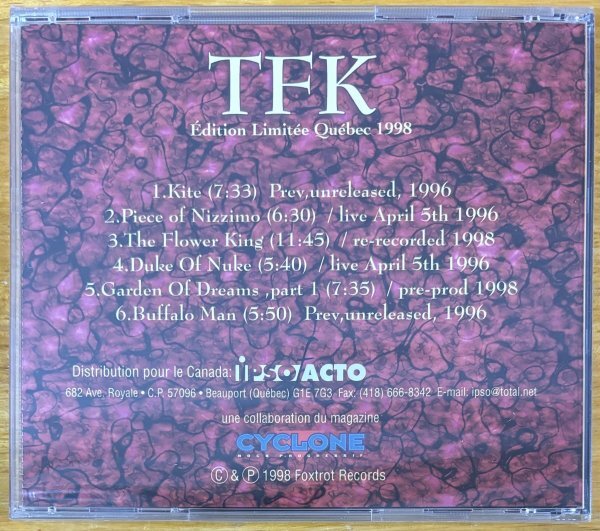 TFK
Édition Limitée Québec 1998
1.Kite (7:33) Prev,unreleased, 1996
2.Piece of Nizzimo (6:30) / live April 5th 1996
3.The Flower King (11:45) / re-recorded 1998
4.Duke Of Nuke (5:40) / live April 5th 1996
5.Garden Of Dreams ,part 1 (7:35) / pre-prod 1998
6.Buffalo Man (5:50) Prev,unreleased, 1996
Distribution pour le Canada: iPSO FACTO
682 Ave. Royale • C.P. 57096 • Beauport (Québec) G1E 7G3 • Fax: (418) 666-8342 E-mail: ipso@total.net
une collaboration du magazine
CYCLONE
ROCK PROGRESSIF
© & ℗ 1998 Foxtrot Records